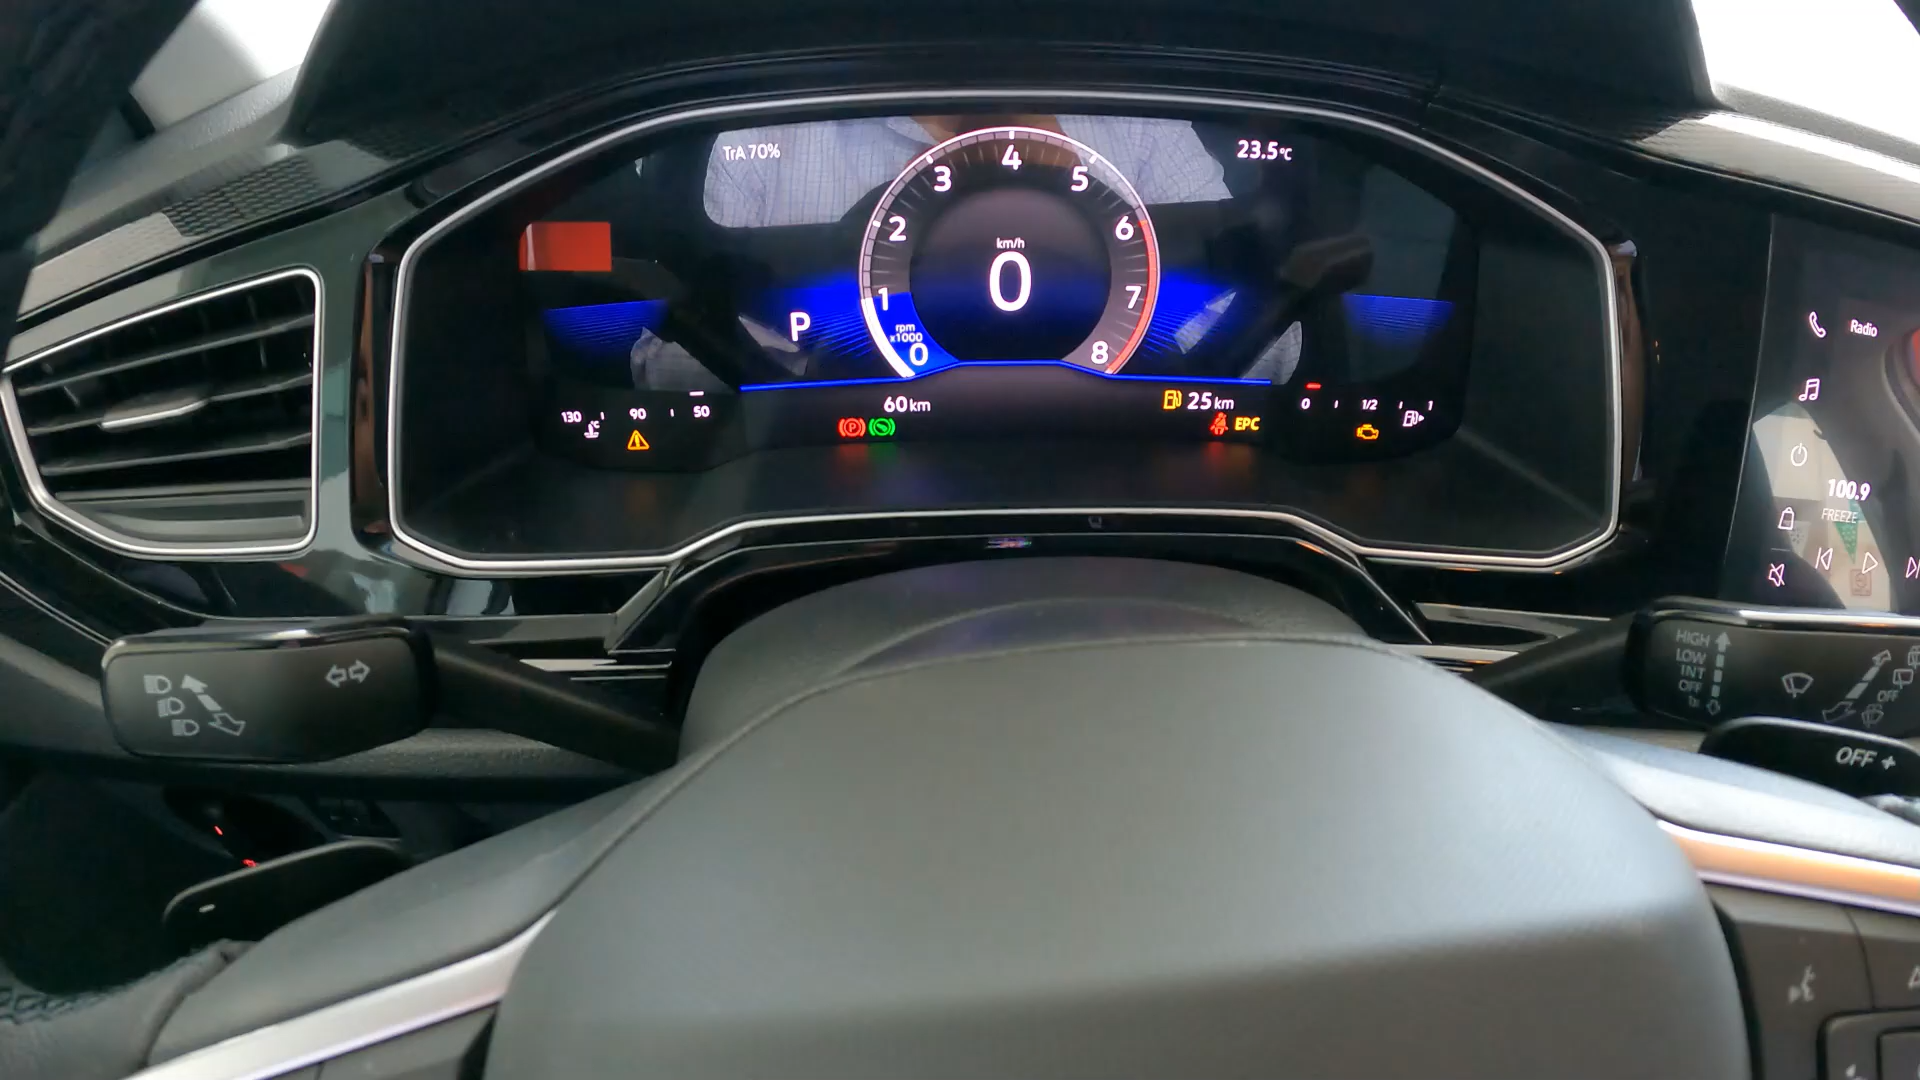 TrA 70%
23.5°C
0
1
2
3
4
5
6
7
8
rpm
x1000
km/h
0
P
130
°C
90
50
60 km
25 km
0
1/2
1
P
EPC
Radio
100.9
FREEZE
HIGH
LOW
INT
OFF
1x
OFF
OFF +
-